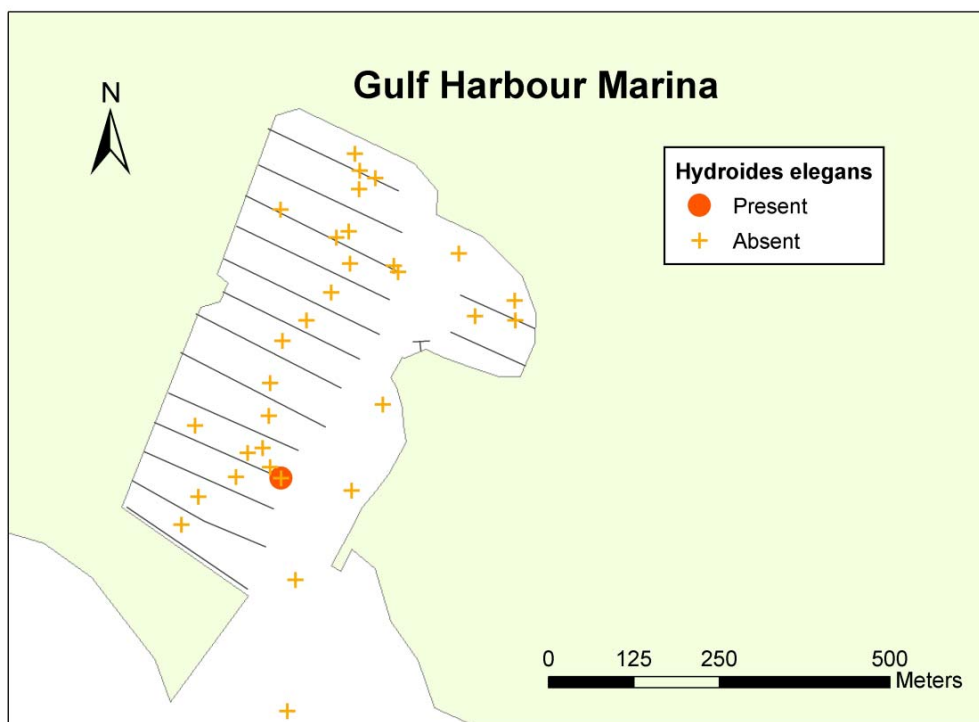 Gulf Harbour Marina
N
Hydroides elegans
Present
Absent
0 125 250 500
Meters